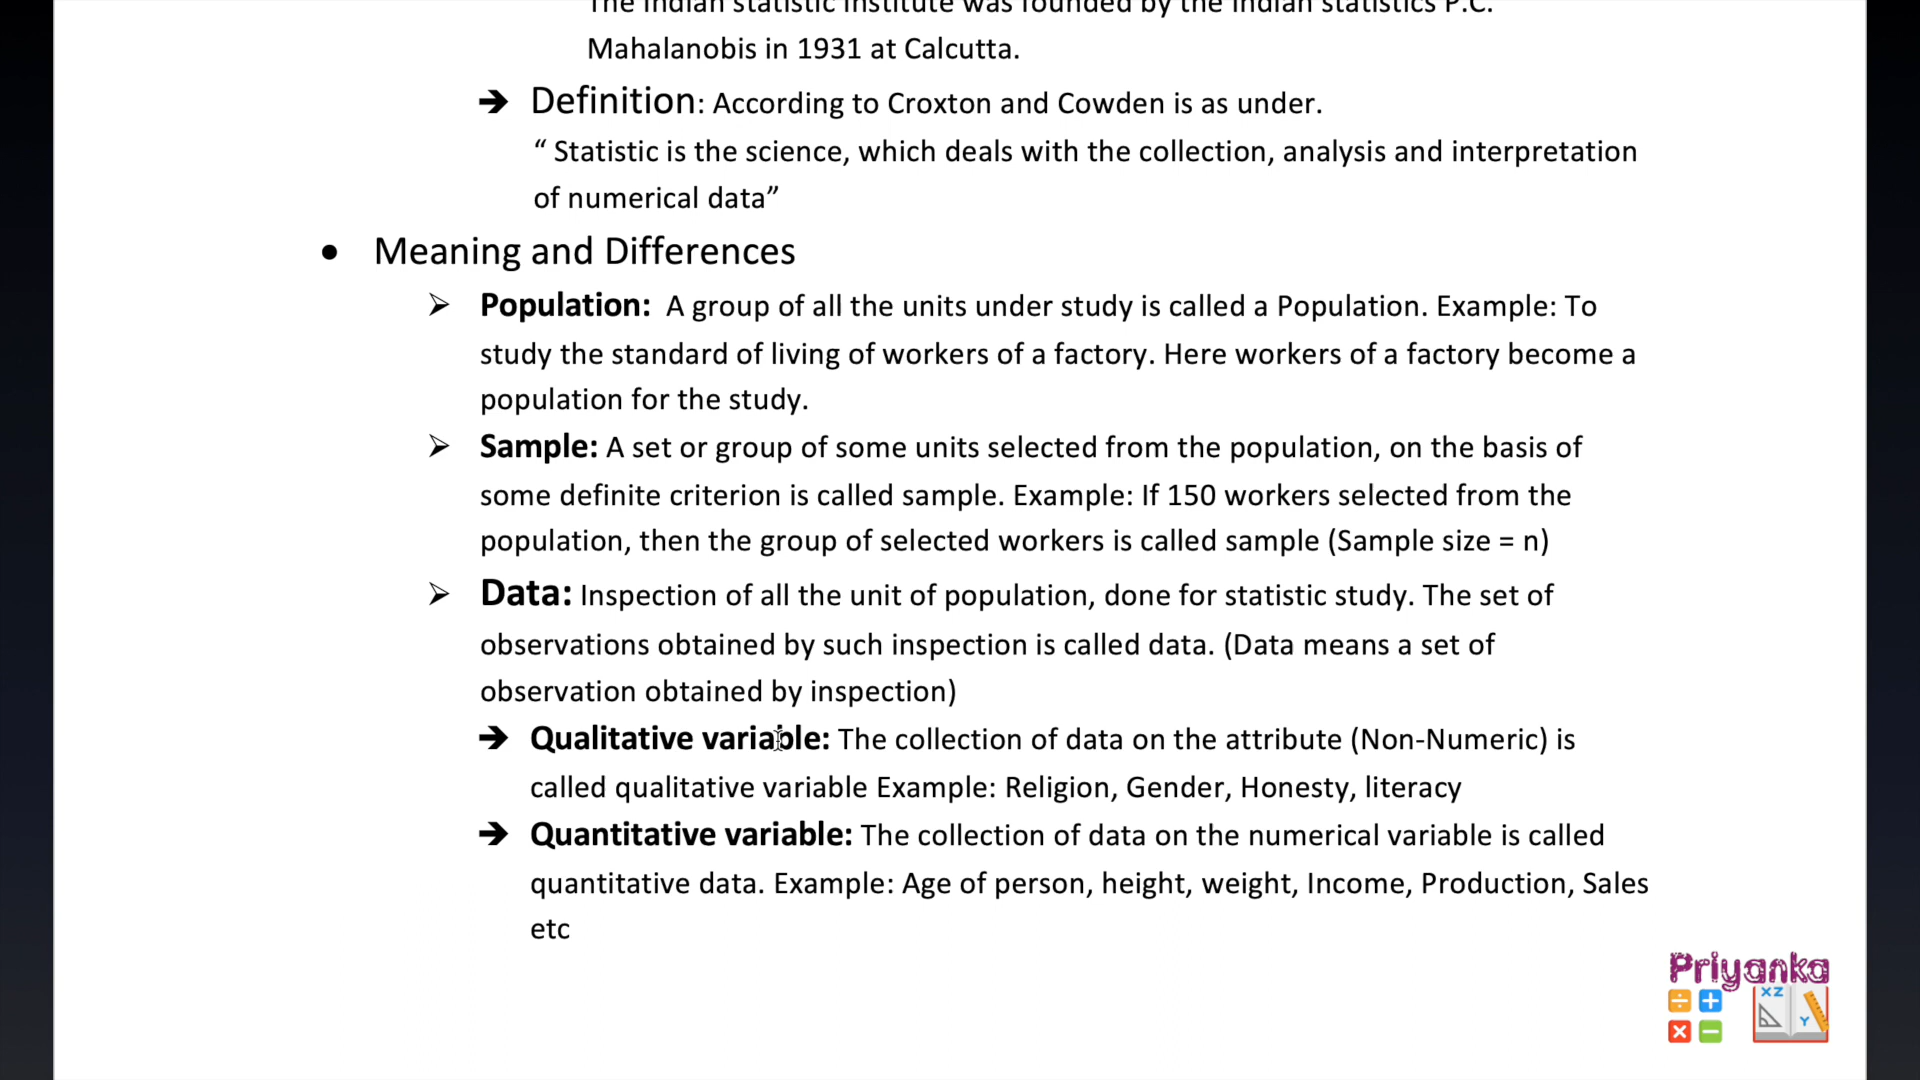 The Indian statistic Institute was founded by the Indian statistics P.C.
Mahalanobis in 1931 at Calcutta.
➔ Definition: According to Croxton and Cowden is as under.
“ Statistic is the science, which deals with the collection, analysis and interpretation
of numerical data”
• Meaning and Differences
➢ Population: A group of all the units under study is called a Population. Example: To
study the standard of living of workers of a factory. Here workers of a factory become a
population for the study.
➢ Sample: A set or group of some units selected from the population, on the basis of
some definite criterion is called sample. Example: If 150 workers selected from the
population, then the group of selected workers is called sample (Sample size = n)
➢ Data: Inspection of all the unit of population, done for statistic study. The set of
observations obtained by such inspection is called data. (Data means a set of
observation obtained by inspection)
➔ Qualitative variable: The collection of data on the attribute (Non-Numeric) is
called qualitative variable Example: Religion, Gender, Honesty, literacy
➔ Quantitative variable: The collection of data on the numerical variable is called
quantitative data. Example: Age of person, height, weight, Income, Production, Sales
etc
Priyanka
XZ
Y